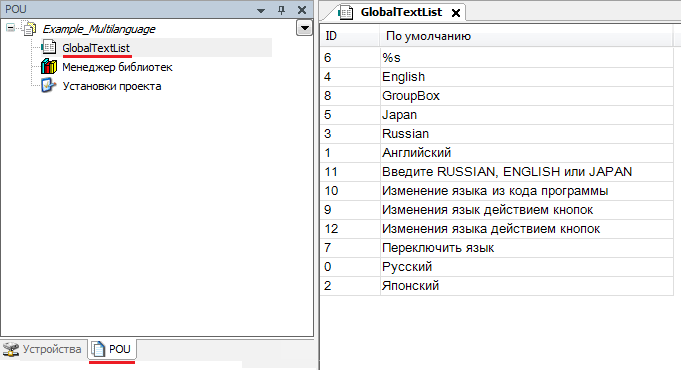 POU
Example_Multilanguage
GlobalTextList
Менеджер библиотек
Установки проекта
Устройства
POU
GlobalTextList
ID По умолчанию
6 %s
4 English
8 GroupBox
5 Japan
3 Russian
1 Английский
11 Введите RUSSIAN, ENGLISH или JAPAN
10 Изменение языка из кода программы
9 Изменения язык действием кнопок
12 Изменения языка действием кнопок
7 Переключить язык
0 Русский
2 Японский